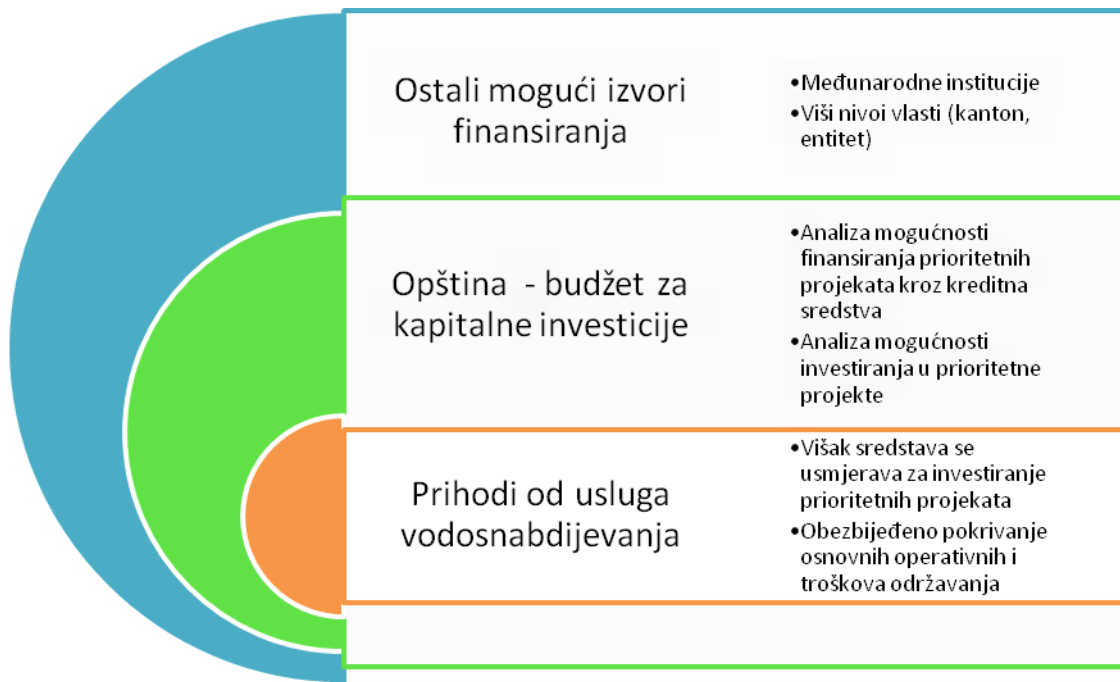 Ostali mogući izvori
finansiranja
•Međunarodne institucije
•Viši nivoi vlasti (kanton,
entitet)
Opština - budžet za
kapitalne investicije
•Analiza mogućnosti
finansiranja prioritetnih
projekata kroz kreditna
sredstva
•Analiza mogućnosti
investiranja u prioritetne
projekte
Prihodi od usluga
vodosnabdijevanja
•Višak sredstava se
usmjerava za investiranje
prioritetnih projekata
•Obezbijeđeno pokrivanje
osnovnih operativnih i
troškova održavanja